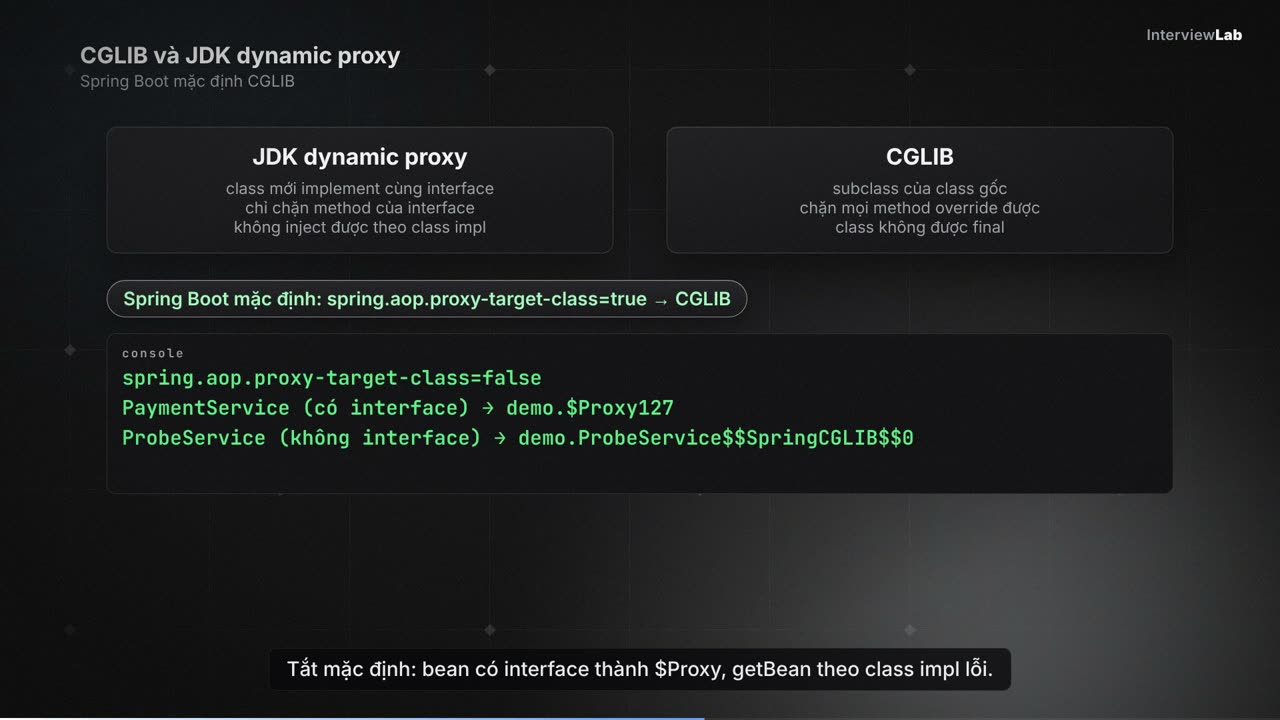 InterviewLab
CGLIB và JDK dynamic proxy
Spring Boot mặc định CGLIB
JDK dynamic proxy
class mới implement cùng interface
chỉ chặn method của interface
không inject được theo class impl
CGLIB
subclass của class gốc
chặn mọi method override được
class không được final
Spring Boot mặc định: spring.aop.proxy-target-class=true → CGLIB
console
spring.aop.proxy-target-class=false
PaymentService (có interface) → demo.$Proxy127
ProbeService (không interface) → demo.ProbeService$$SpringCGLIB$$0
Tắt mặc định: bean có interface thành $Proxy, getBean theo class impl lỗi.